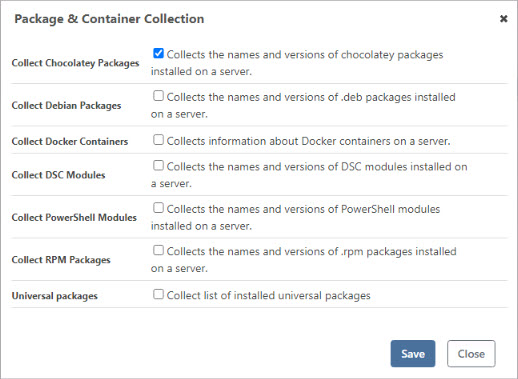 Package & Container Collection
Collect Chocolatey Packages
Collects the names and versions of chocolatey packages
installed on a server.
Collect Debian Packages
Collects the names and versions of .deb packages installed
on a server.
Collect Docker Containers
Collects information about Docker containers on a server.
Collect DSC Modules
Collects the names and versions of DSC modules installed on
a server.
Collect PowerShell Modules
Collects the names and versions of PowerShell modules
installed on a server.
Collect RPM Packages
Collects the names and versions of .rpm packages installed
on a server.
Universal packages
Collect list of installed universal packages
Save
Close